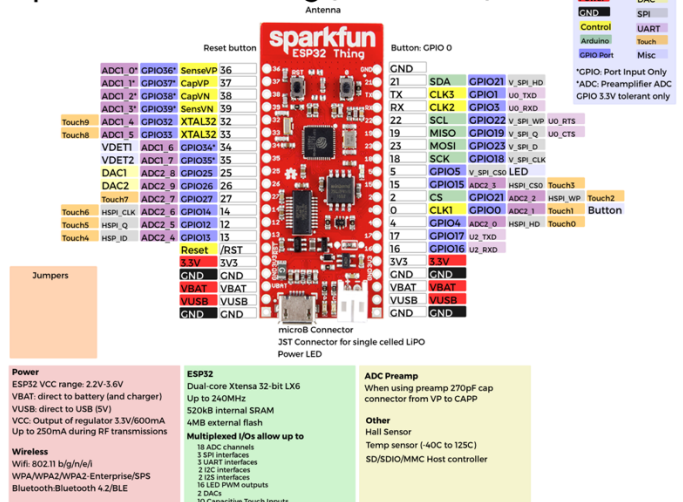 Antenna
DAC
GND
SPI
Control
UART
Arduino
Touch
GPIO Port
Misc
*GPIO: Port Input Only
*ADC: Preamplifier ADC
GPIO 3.3V tolerant only
Reset button
Button: GPIO 0
sparkfun
ESP32 Thing
ADC1_0* GPIO36* SenseVP 36
ADC1_1* GPIO37* CapVP 37
ADC1_2* GPIO38* CapVN 38
ADC1_3* GPIO39* SensVN 39
Touch9 ADC1_4 GPIO32 XTAL32 32
Touch8 ADC1_5 GPIO33 XTAL32 33
VDET1 ADC1_6 GPIO34* 34
VDET2 ADC1_7 GPIO35* 35
DAC1 ADC2_8 GPIO25 25
DAC2 ADC2_9 GPIO26 26
Touch7 ADC2_7 GPIO27 27
Touch6 HSPI_CLK ADC2_6 GPIO14 14
Touch5 HSPI_Q ADC2_5 GPIO12 12
Touch4 HSP_ID ADC2_4 GPIO13 13
Reset /RST
3.3V 3V3
GND GND
VBAT VBAT
VUSB VUSB
GND GND
GND
21 SDA GPIO21 V_SPI_HD
TX CLK3 GPIO1 U0_TXD
RX CLK2 GPIO3 U0_RXD
22 SCL GPIO22 V_SPI_WP U0_RTS
19 MISO GPIO19 V_SPI_Q U0_CTS
23 MOSI GPIO23 V_SPI_D
18 SCK GPIO18 V_SPI_CLK
5 GPIO5 V_SPI_CS0 LED
15 GPIO15 ADC2_3 HSPI_CS0 Touch3
2 CS GPIO21 ADC2_2 HSPI_WP Touch2
0 CLK1 GPIO0 ADC2_1 Touch1 Button
4 GPIO4 ADC2_0 HSPI_HD Touch0
17 GPIO17 U2_TXD
16 GPIO16 U2_RXD
3V3 3.3V
GND GND
VBAT VBAT
VUSB VUSB
GND GND
microB Connector
JST Connector for single celled LiPO
Power LED
Jumpers
Power
ESP32 VCC range: 2.2V-3.6V
VBAT: direct to battery (and charger)
VUSB: direct to USB (5V)
VCC: Output of regulator 3.3V/600mA
Up to 250mA during RF transmissions
Wireless
Wifi: 802.11 b/g/n/e/i
WPA/WPA2/WPA2-Enterprise/SPS
Bluetooth:Bluetooth 4.2/BLE
ESP32
Dual-core Xtensa 32-bit LX6
Up to 240MHz
520kB internal SRAM
4MB external flash
Multiplexed I/Os allow up to
18 ADC channels
3 SPI interfaces
3 UART interfaces
2 I2C interfaces
2 I2S interfaces
16 LED PWM outputs
2 DACs
10 Capacitive Touch Inputs
ADC Preamp
When using preamp 270pF cap
connector from VP to CAPP
Other
Hall Sensor
Temp sensor (-40C to 125C)
SD/SDIO/MMC Host controller